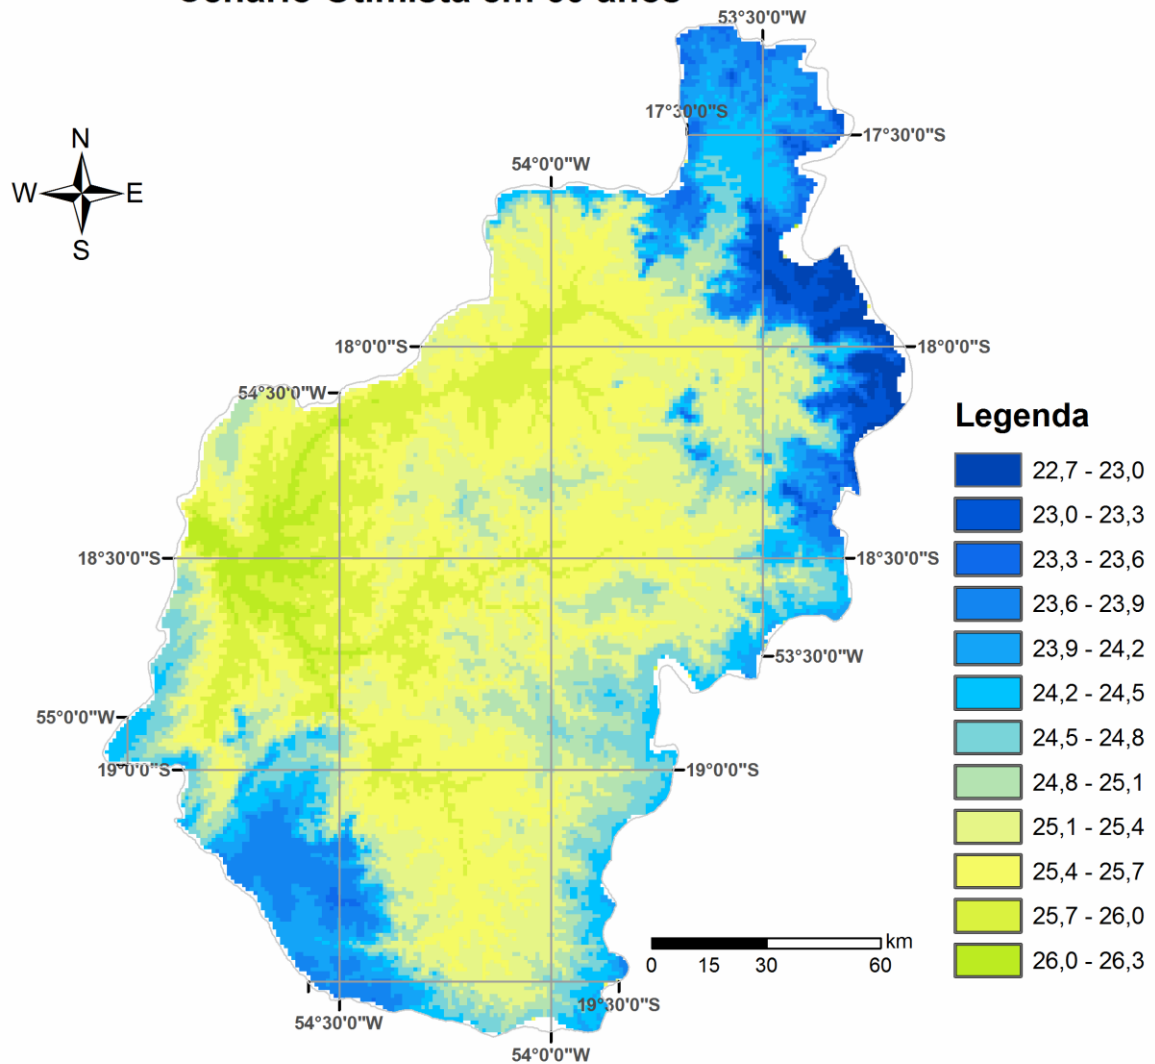 Cenário Otimista em anos
53°30'0"W
17°30'0"S
17°30'0"S
N
54°0'0"W
W E
S
18°0'0"S
18°0'0"S
54°30'0"W
Legenda
22,7 - 23,0
23,0 - 23,3
18°30'0"S
18°30'0"S
23,3 - 23,6
23,6 - 23,9
23,9 - 24,2
53°30'0"W
24,2 - 24,5
55°0'0"W
24,5 - 24,8
19°0'0"S
19°0'0"S
24,8 - 25,1
25,1 - 25,4
25,4 - 25,7
25,7 - 26,0
km
26,0 - 26,3
0 15 30 60
19°30'0"S
54°30'0"W
54°0'0"W